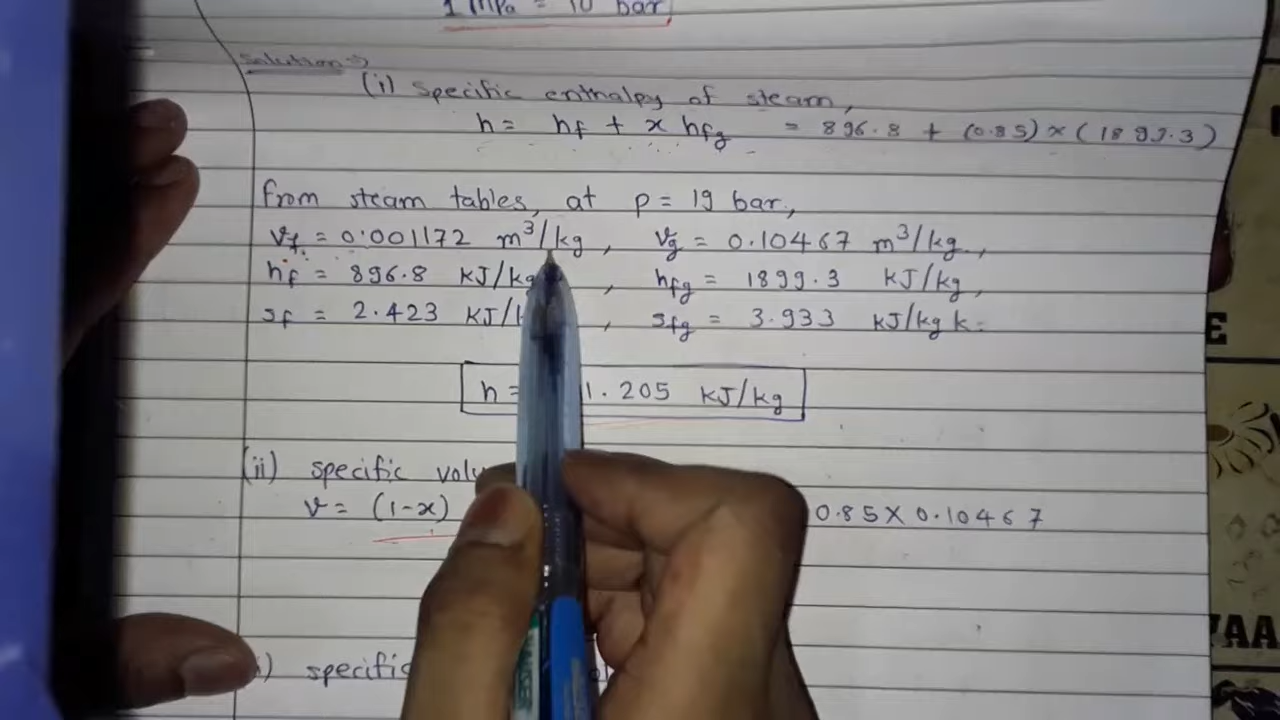 1 MPa = 10 bar
Solution ⇒
(i) Specific enthalpy of steam,
h = hf + x hfg = 896.8 + (0.85) × (1899.3)
from steam tables, at p = 19 bar,
vf = 0.001172 m³/kg, vg = 0.10467 m³/kg.,
hf = 896.8 KJ/kg, hfg = 1899.3 KJ/kg,
sf = 2.423 KJ/k, sfg = 3.933 KJ/kg k.
h = 1.205 KJ/kg
(ii) specific volu
v = (1-x) 0.85 × 0.10467
) specific
E
YAA